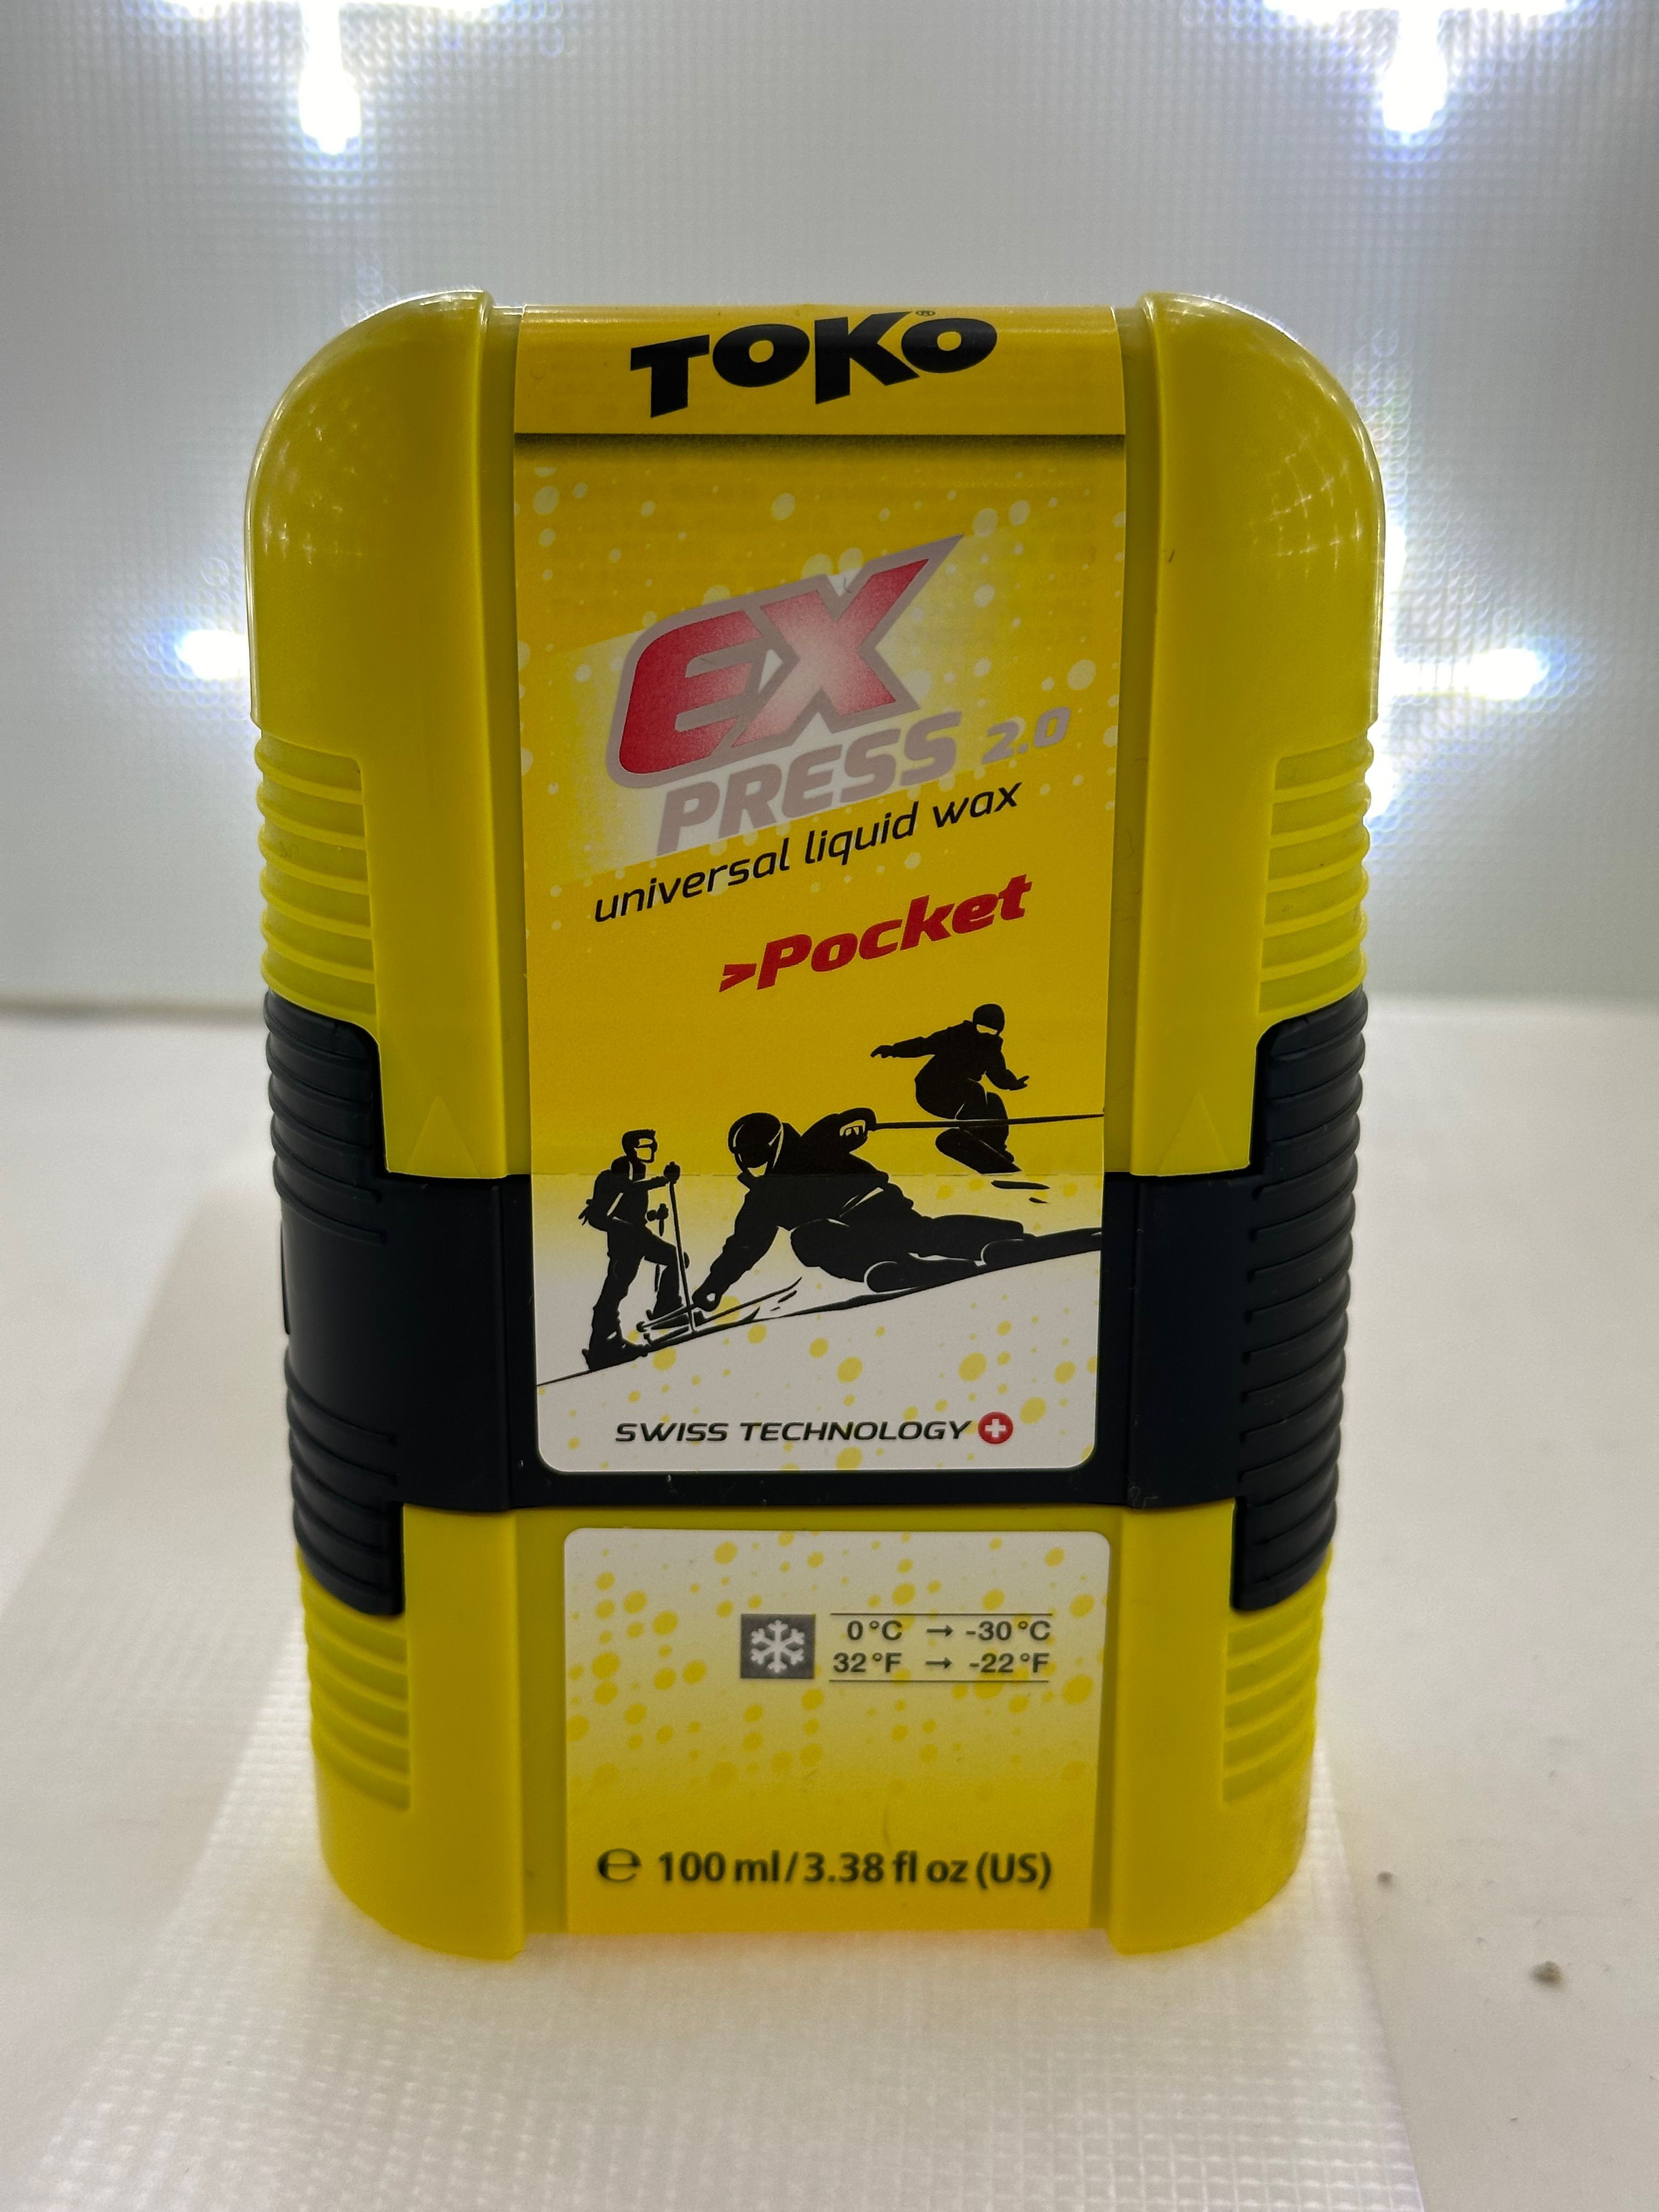 TOKO®
EX
PRESS 2.0
universal liquid wax
>Pocket
SWISS TECHNOLOGY
0°C → -30°C
32°F → -22°F
℮ 100 ml/3.38 fl oz (US)